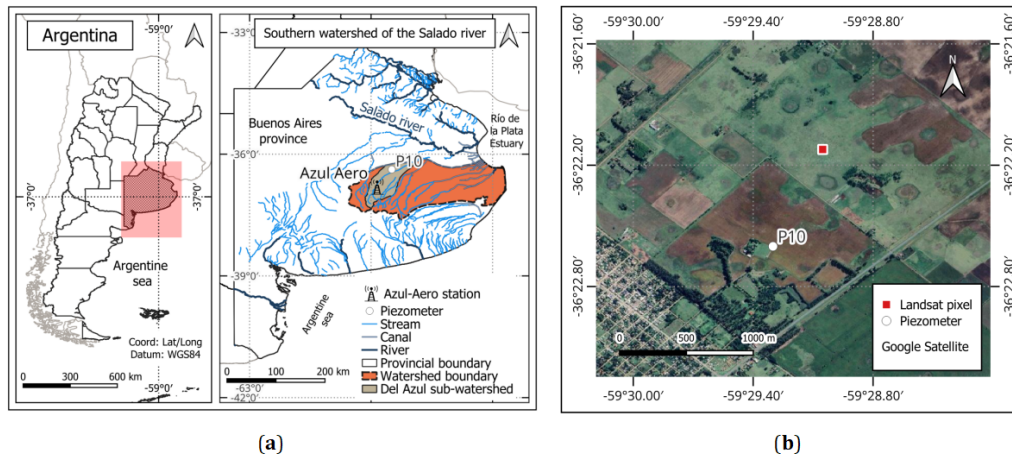 Argentina
-59°0'
-37°0'
-37°0'
Argentine
sea
Coord: Lat/Long
Datum: WGS84
0 300 600 km
-59°0'
Southern watershed of the Salado river
-33°0'
Salado river
Buenos Aires
province
Río de
la Plata
Estuary
-36°0'
P10
Azul Aero
-39°0'
Argentine
sea
Azul-Aero station
Piezometer
Stream
Canal
River
Provincial boundary
Watershed boundary
Del Azul sub-watershed
0 100 200 km
-63°0'
-42°0'
(a)
-59°30.00 -59°29.40 -59°28.80
-36°21.60
-36°21.60
N
-36°22.20
-36°22.20
P10
-36°22.80
-36°22.80
Landsat pixel
Piezometer
Google Satellite
0 500 1000 m
-59°30.00 -59°29.40 -59°28.80
(b)